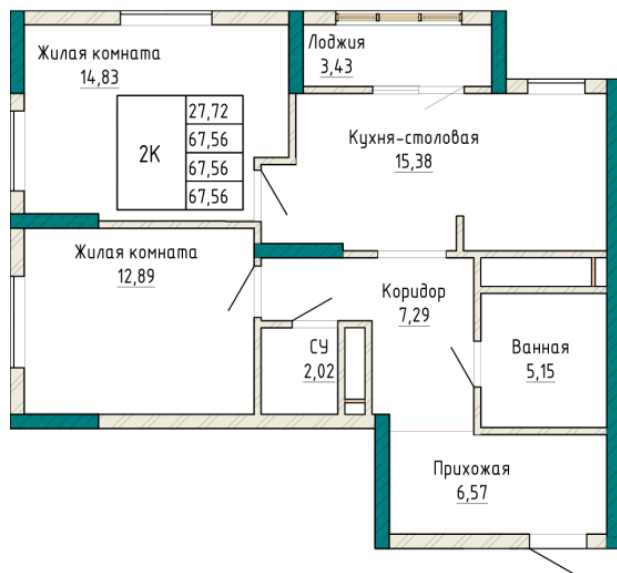 Жилая комната
14,83
Лоджия
3,43
2К
27,72
67,56
67,56
67,56
Кухня-столовая
15,38
Жилая комната
12,89
Коридор
7,29
СУ
2,02
Ванная
5,15
Прихожая
6,57